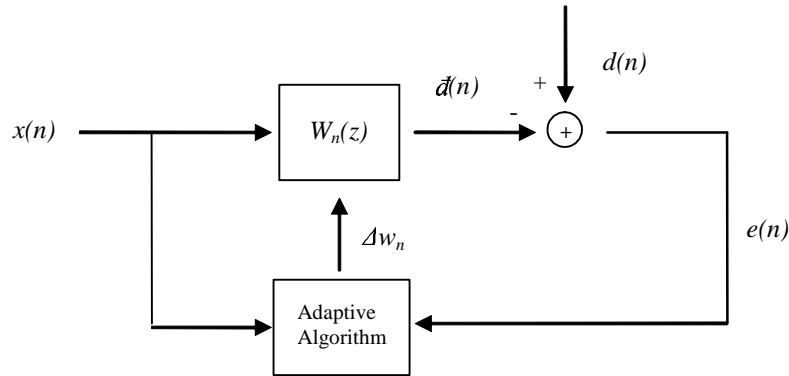 d(n)
+
đ(n)
-
x(n)
Wn(z)
+
e(n)
Δwn
Adaptive
Algorithm